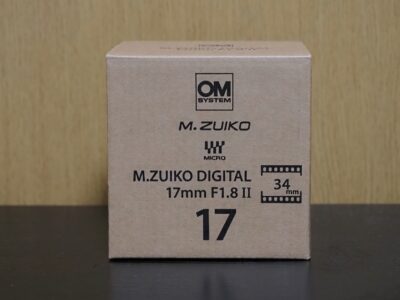 OM
SYSTEM
M.ZUIKO
MICRO
M.ZUIKO DIGITAL
17mm F1.8 II
34
mm
17